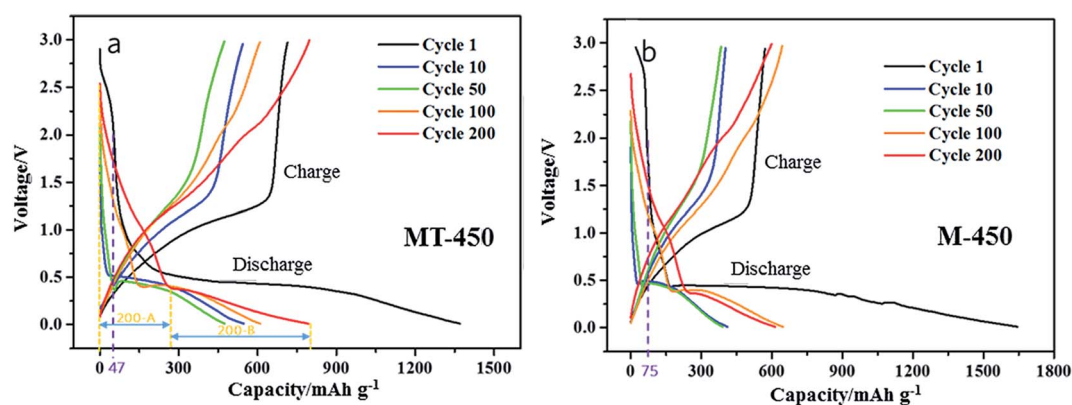 a
3.0
2.5
2.0
1.5
1.0
0.5
0.0
Voltage/V
Cycle 1
Cycle 10
Cycle 50
Cycle 100
Cycle 200
Charge
MT-450
Discharge
200-A
200-B
0
47
300
600
900
1200
1500
Capacity/mAh g⁻¹
b
3.0
2.5
2.0
1.5
1.0
0.5
0.0
Voltage/V
Cycle 1
Cycle 10
Cycle 50
Cycle 100
Cycle 200
Charge
M-450
Discharge
0
75
300
600
900
1200
1500
1800
Capacity/mAh g⁻¹